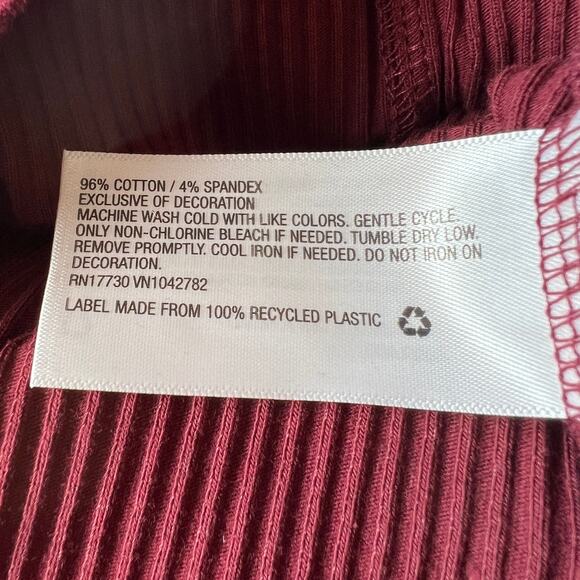 96% COTTON / 4% SPANDEX
EXCLUSIVE OF DECORATION
MACHINE WASH COLD WITH LIKE COLORS. GENTLE CYCLE.
ONLY NON-CHLORINE BLEACH IF NEEDED. TUMBLE DRY LOW.
REMOVE PROMPTLY. COOL IRON IF NEEDED. DO NOT IRON ON
DECORATION.
RN17730 VN1042782
LABEL MADE FROM 100% RECYCLED PLASTIC